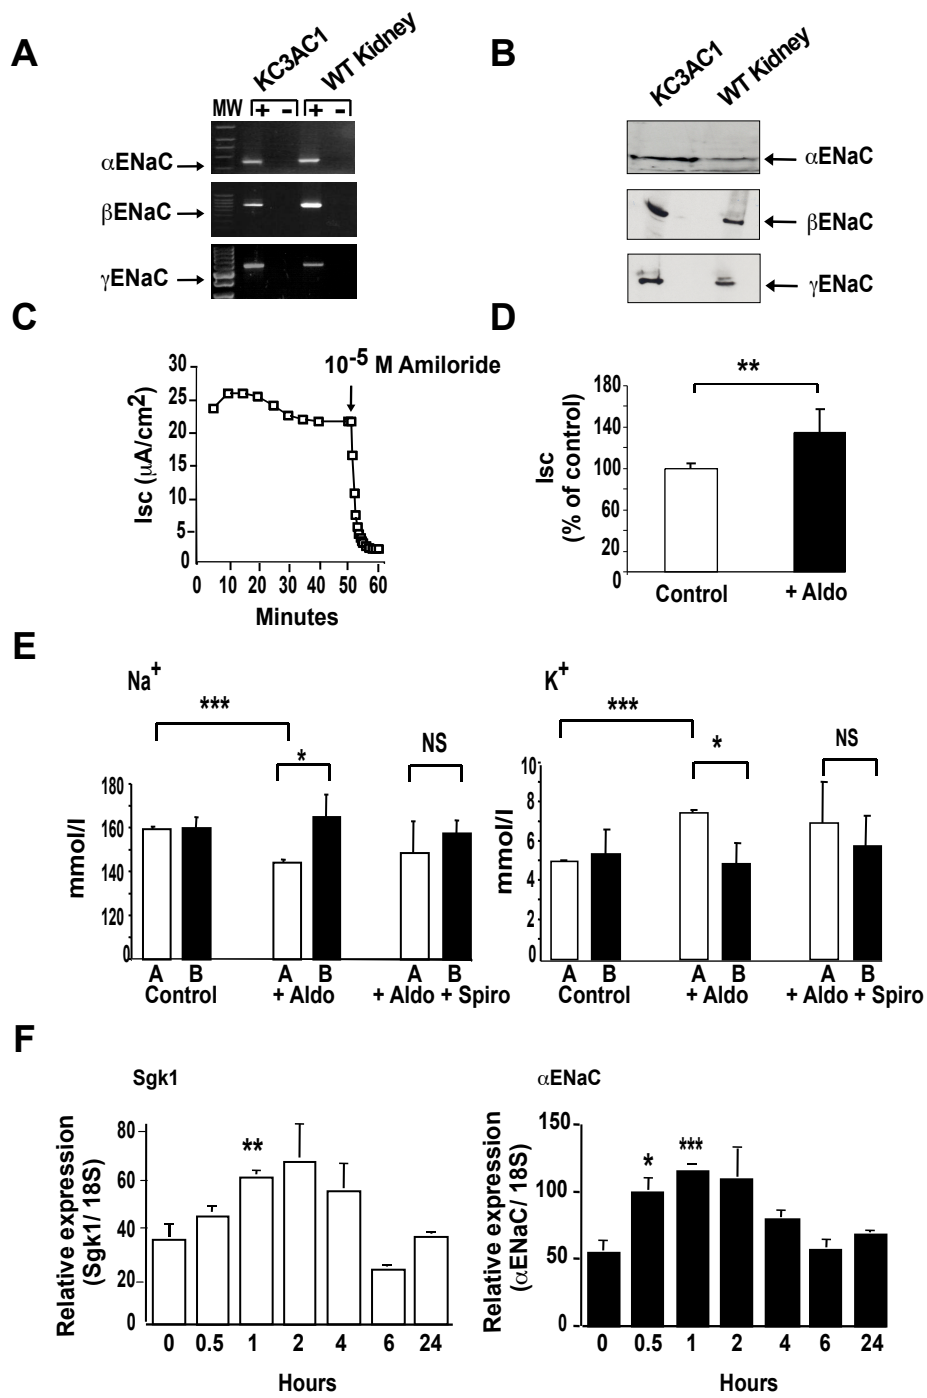 A
KC3AC1
WT Kidney
MW + - + -
αENaC
βENaC
γENaC
B
KC3AC1
WT Kidney
αENaC
βENaC
γENaC
C
10-5 M Amiloride
Isc (µA/cm2)
30
25
20
15
10
5
0
0 10 20 30 40 50 60
Minutes
D
**
Isc
(% of control)
180
140
100
60
20
0
Control + Aldo
E
Na+
***
*
NS
mmol/l
180
160
140
120
0
A B A B A B
Control + Aldo + Aldo + Spiro
K+
***
*
NS
mmol/l
10
8
6
4
2
0
A B A B A B
Control + Aldo + Aldo + Spiro
F
Sgk1
**
Relative expression
(Sgk1/ 18S)
80
60
40
20
0
0 0.5 1 2 4 6 24
Hours
αENaC
*
***
Relative expression
(αENaC/ 18S)
150
100
50
0
0 0.5 1 2 4 6 24
Hours